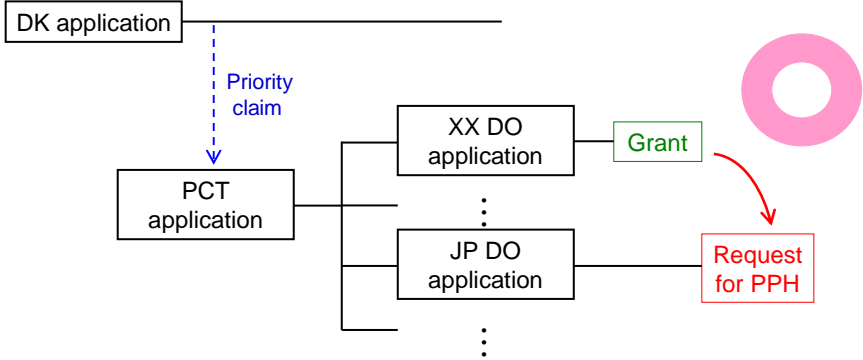 DK application
Priority
claim
XX DO
application
Grant
PCT
application
⋮
JP DO
application
Request
for PPH
⋮